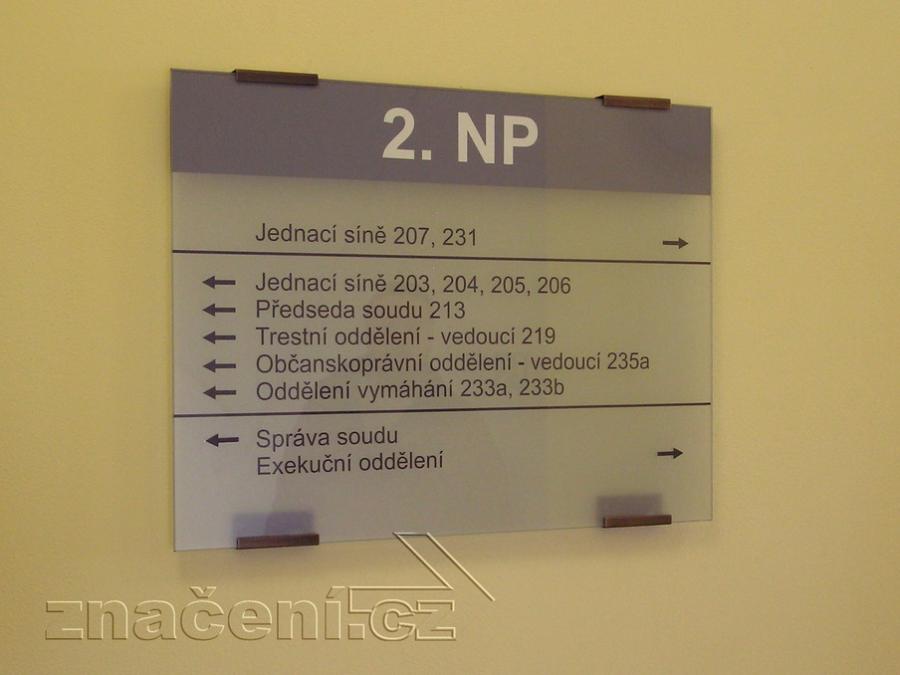 2. NP
Jednací síně 207, 231
Jednací síně 203, 204, 205, 206
Předseda soudu 213
Trestní oddělení - vedoucí 219
Občanskoprávní oddělení - vedoucí 235a
Oddělení vymáhání 233a, 233b
Správa soudu
Exekuční oddělení
značení.cz